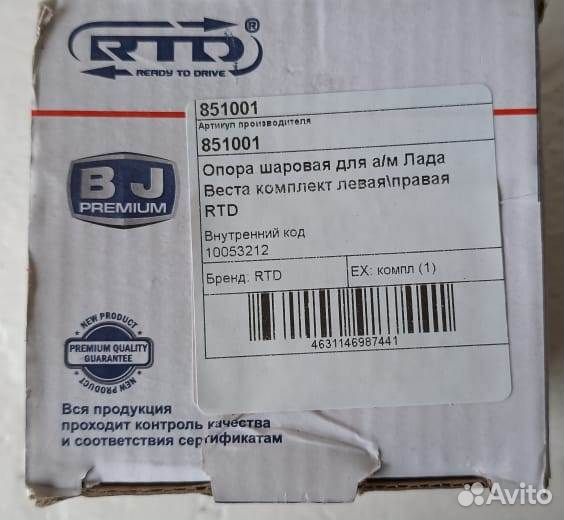 RTD
READY TO DRIVE
BJ
PREMIUM
NEW PRODUCT
PREMIUM QUALITY
GUARANTEE
NEW PRODUCT
Вся продукция
проходит контроль качества
и соответствия сертификатам
851001
Артикул производителя
851001
Опора шаровая для а/м Лада
Веста комплект левая\правая
RTD
Внутренний код
10053212
Бренд: RTD
EX: компл (1)
4631146987441
Avito